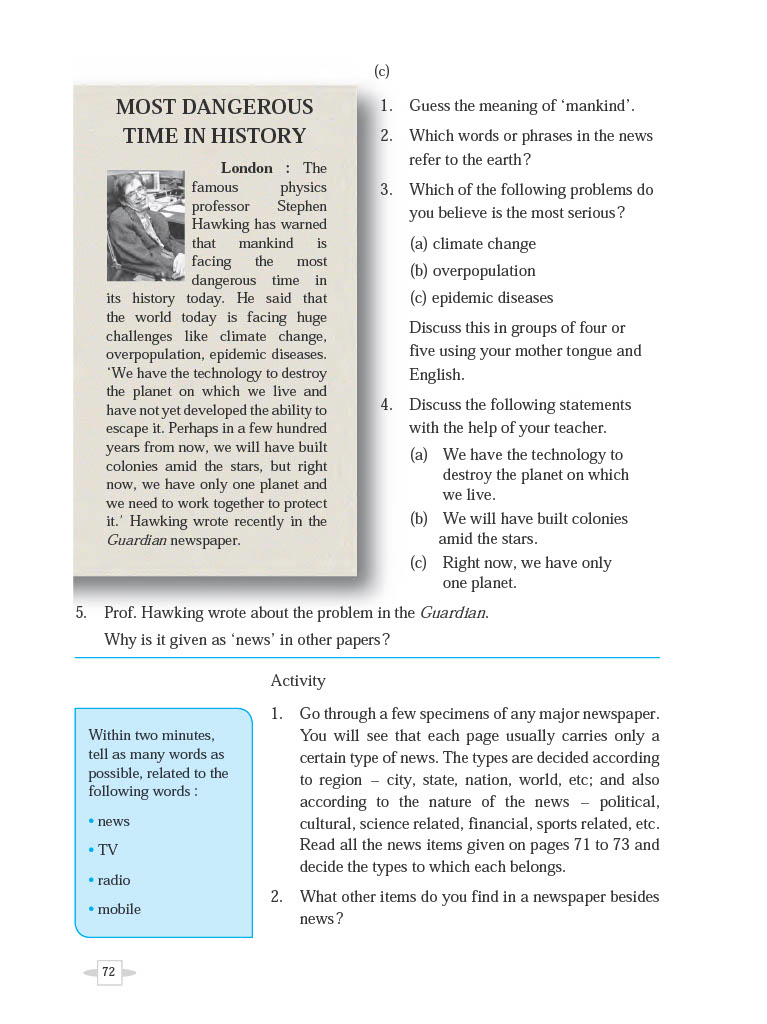 (c)
MOST DANGEROUS
TIME IN HISTORY
London : The
famous physics
professor Stephen
Hawking has warned
that mankind is
facing the most
dangerous time in
its history today. He said that
the world today is facing huge
challenges like climate change,
overpopulation, epidemic diseases.
‘We have the technology to destroy
the planet on which we live and
have not yet developed the ability to
escape it. Perhaps in a few hundred
years from now, we will have built
colonies amid the stars, but right
now, we have only one planet and
we need to work together to protect
it.’ Hawking wrote recently in the
Guardian newspaper.
1. Guess the meaning of ‘mankind’.
2. Which words or phrases in the news
refer to the earth?
3. Which of the following problems do
you believe is the most serious?
(a) climate change
(b) overpopulation
(c) epidemic diseases
Discuss this in groups of four or
five using your mother tongue and
English.
4. Discuss the following statements
with the help of your teacher.
(a) We have the technology to
destroy the planet on which
we live.
(b) We will have built colonies
amid the stars.
(c) Right now, we have only
one planet.
5. Prof. Hawking wrote about the problem in the Guardian.
Why is it given as ‘news’ in other papers?
Activity
Within two minutes,
tell as many words as
possible, related to the
following words :
• news
• TV
• radio
• mobile
1. Go through a few specimens of any major newspaper.
You will see that each page usually carries only a
certain type of news. The types are decided according
to region – city, state, nation, world, etc; and also
according to the nature of the news – political,
cultural, science related, financial, sports related, etc.
Read all the news items given on pages 71 to 73 and
decide the types to which each belongs.
2. What other items do you find in a newspaper besides
news?
72